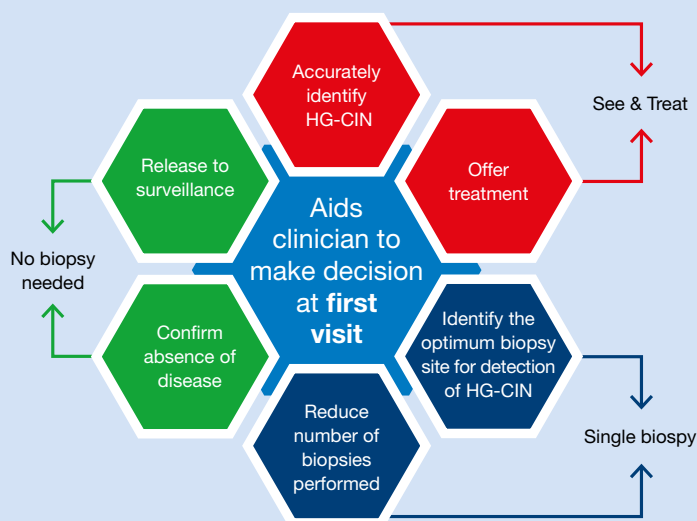 Accurately
identify
HG-CIN
See & Treat
Offer
treatment
Release to
surveillance
No biopsy
needed
Confirm
absence of
disease
Aids
clinician to
make decision
at first
visit
Identify the
optimum biopsy
site for detection
of HG-CIN
Reduce
number of
biopsies
performed
Single biospy